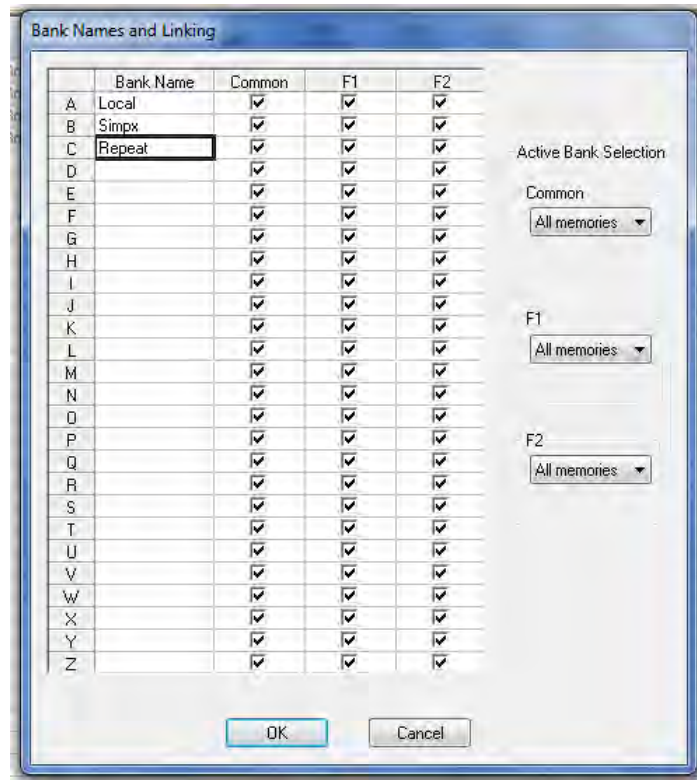 Bank Names and Linking
Bank Name Common F1 F2
A Local
B Simpx
C Repeat
D
E
F
G
H
I
J
K
L
M
N
O
P
Q
R
S
T
U
V
W
X
Y
Z
Active Bank Selection
Common
All memories
F1
All memories
F2
All memories
OK Cancel